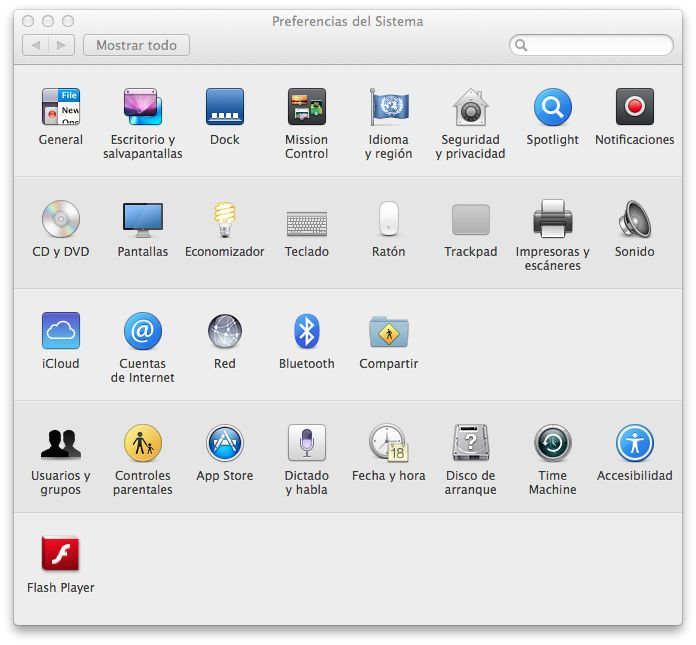 Preferencias del Sistema
Mostrar todo
File
New
Ope
General
Escritorio y
salvapantallas
Dock
Mission
Control
Idioma
y región
Seguridad
y privacidad
Spotlight
Notificaciones
CD y DVD
Pantallas
Economizador
Teclado
Ratón
Trackpad
Impresoras y
escáneres
Sonido
iCloud
@
Cuentas
de Internet
Red
Bluetooth
Compartir
Usuarios y
grupos
Controles
parentales
App Store
Dictado
y habla
18
Fecha y hora
?
Disco de
arranque
Time
Machine
Accesibilidad
Flash Player